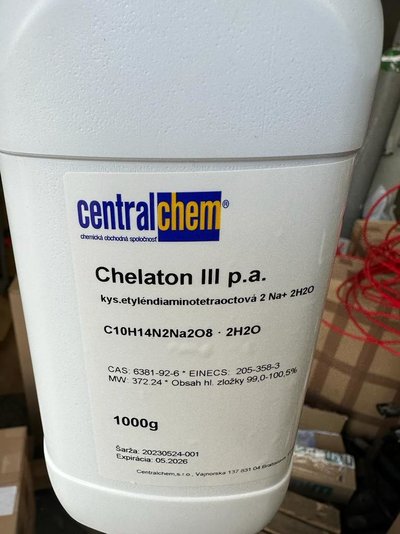 centralchem®
chemická obchodná spoločnosť
Chelaton III p.a.
kys.etyléndiaminotetraoctová 2 Na+ 2H2O
C10H14N2Na2O8 · 2H2O
CAS: 6381-92-6 * EINECS: 205-358-3
MW: 372.24 * Obsah hl. zložky 99,0-100,5%
1000g
Šarža: 20230524-001
Expirácia: 05.2026
Centralchem,s.r.o., Vajnorská 137 831 04